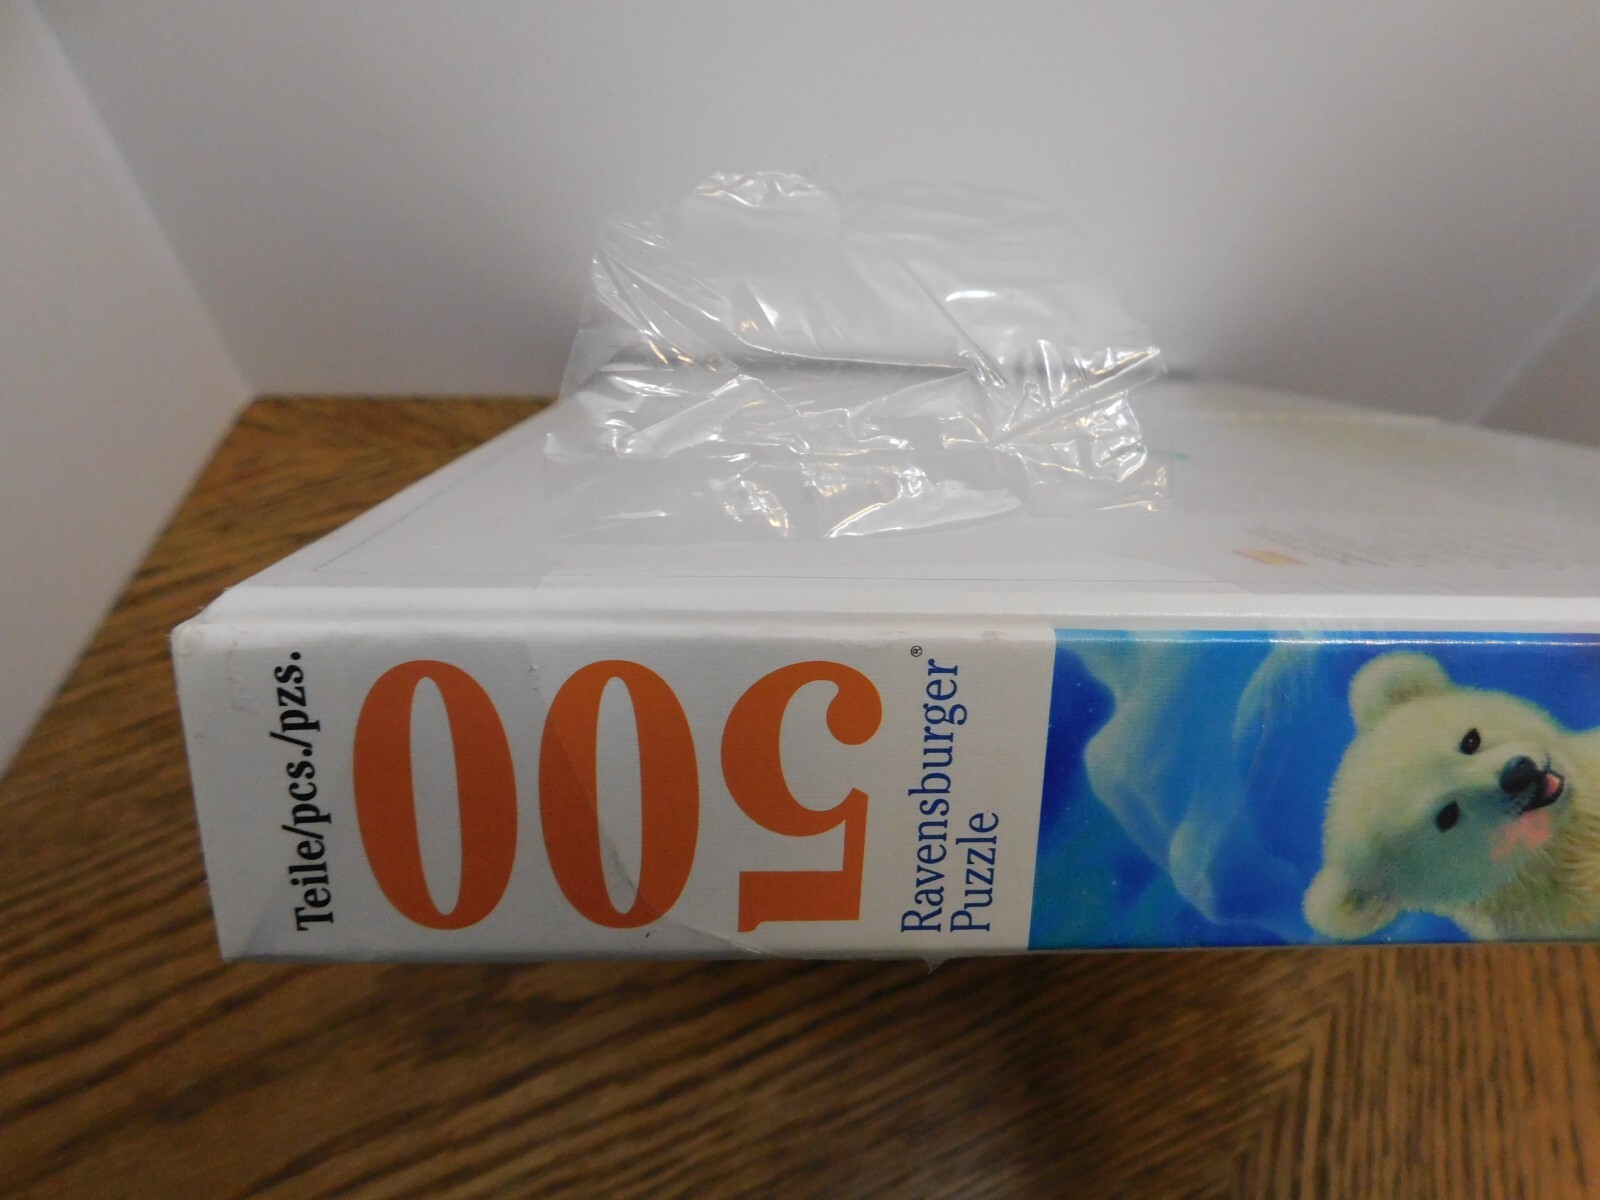 500
Teile/pcs./pzs.
Ravensburger®
Puzzle